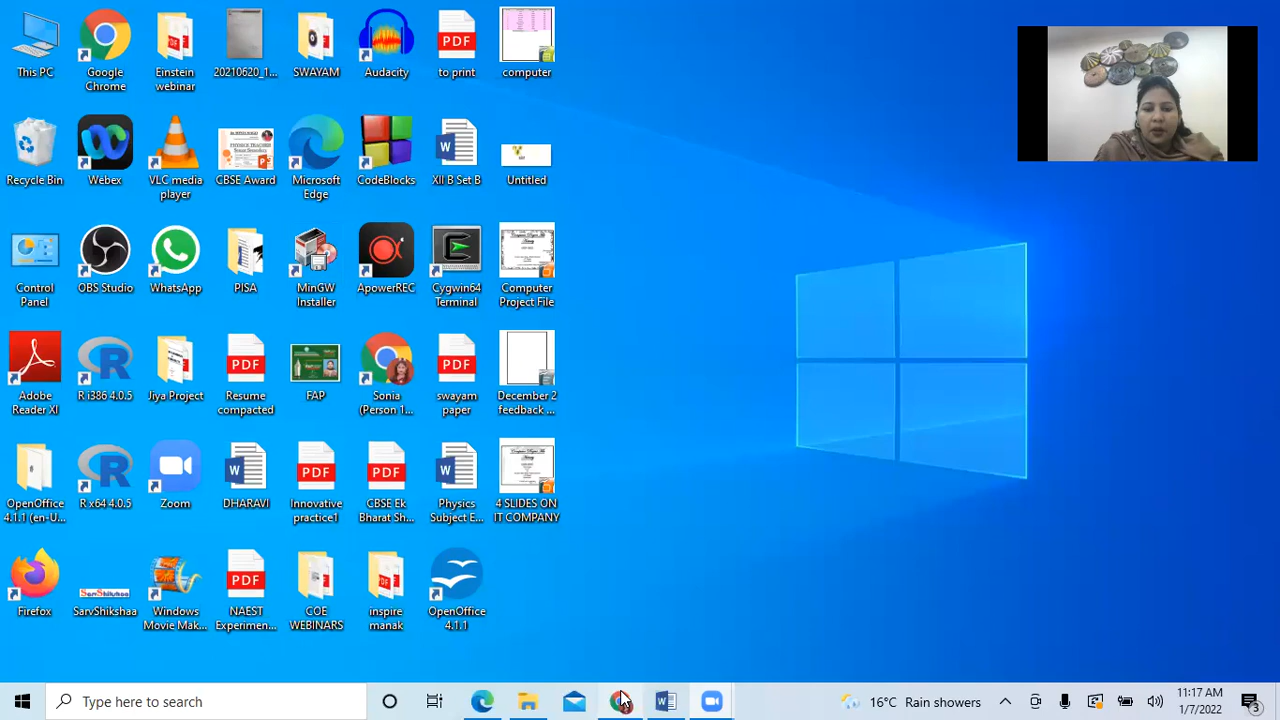 This PC
Google
Chrome
Einstein
webinar
20210620_1...
SWAYAM
Audacity
PDF
to print
computer
Recycle Bin
Webex
VLC media
player
CBSE Award
Microsoft
Edge
CodeBlocks
XII B Set B
Untitled
Control
Panel
OBS Studio
WhatsApp
PISA
MinGW
Installer
ApowerREC
Cygwin64
Terminal
Computer
Project File
Adobe
Reader XI
R i386 4.0.5
Jiya Project
PDF
Resume
compacted
FAP
Sonia
(Person 1...
PDF
swayam
paper
December 2
feedback ...
OpenOffice
4.1.1 (en-U...
R x64 4.0.5
Zoom
DHARAVI
PDF
Innovative
practice1
PDF
CBSE Ek
Bharat Sh...
Physics
Subject E...
4 SLIDES ON
IT COMPANY
Firefox
SarvShikshaa
Windows
Movie Mak...
PDF
NAEST
Experimen...
COE
WEBINARS
inspire
manak
OpenOffice
4.1.1
Type here to search
16°C Rain showers
11:17 AM
1/7/2022
3